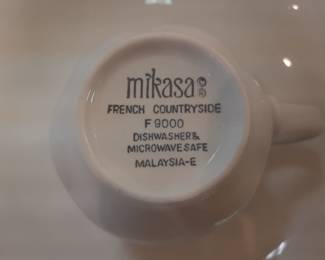 mikasa®
FRENCH COUNTRYSIDE
F 9000
DISHWASHER &
MICROWAVE SAFE
MALAYSIA-E